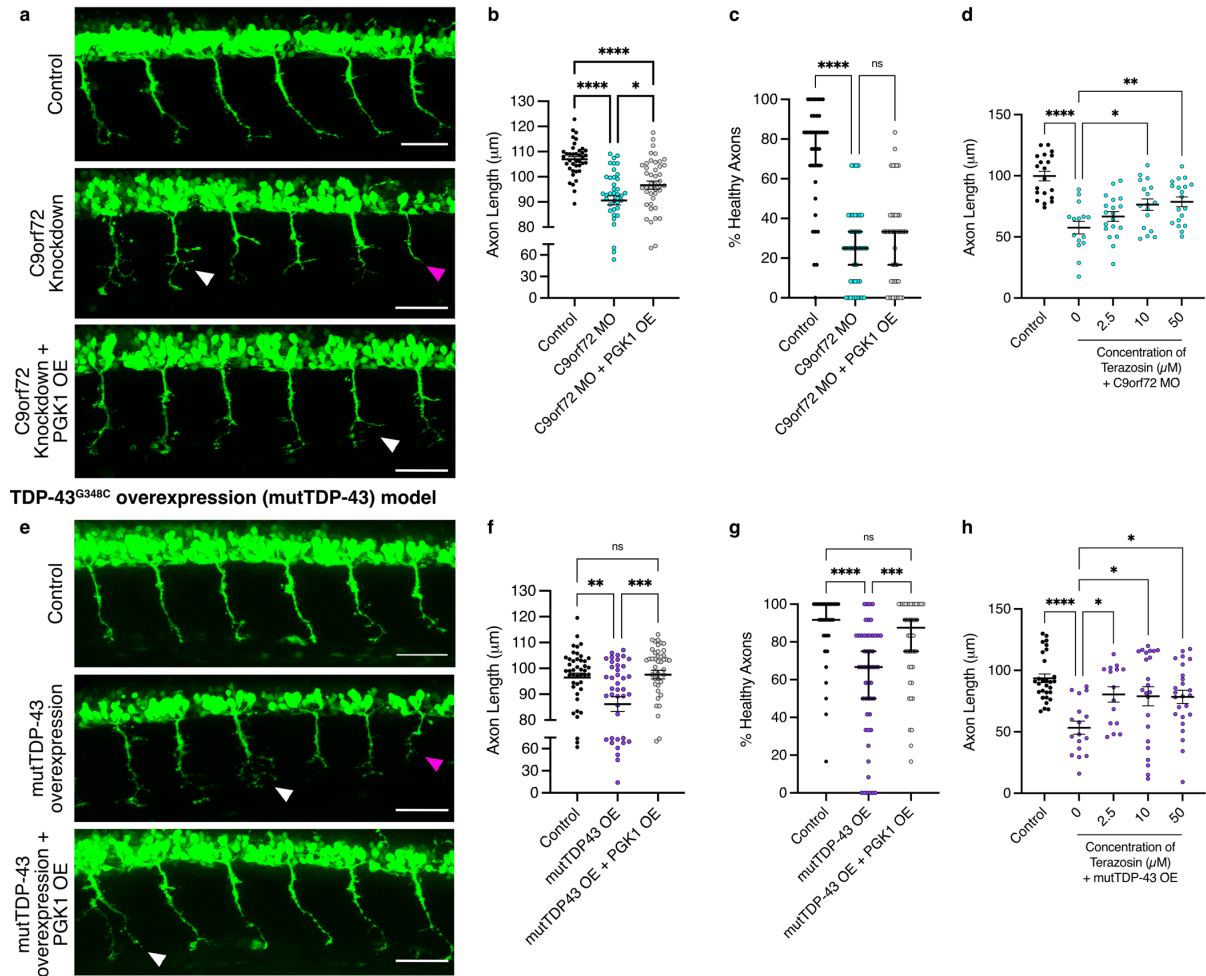 a
Control
C9orf72
Knockdown
C9orf72
Knockdown +
PGK1 OE
b
****
****
*
Axon Length (μm)
130
120
110
100
90
80
60
30
0
Control
C9orf72 MO
C9orf72 MO + PGK1 OE
c
****
ns
% Healthy Axons
100
80
60
40
20
0
Control
C9orf72 MO
C9orf72 MO + PGK1 OE
d
**
****
*
Axon Length (μm)
150
100
50
0
Control
0
2.5
10
50
Concentration of
Terazosin (μM)
+ C9orf72 MO
TDP-43G348C overexpression (mutTDP-43) model
e
Control
mutTDP-43
overexpression
mutTDP-43
overexpression +
PGK1 OE
f
ns
**
***
Axon Length (μm)
130
120
110
100
90
80
60
30
0
Control
mutTDP43 OE
mutTDP43 OE + PGK1 OE
g
ns
****
***
% Healthy Axons
100
80
60
40
20
0
Control
mutTDP-43 OE
mutTDP-43 OE + PGK1 OE
h
*
*
****
*
Axon Length (μm)
150
100
50
0
Control
0
2.5
10
50
Concentration of
Terazosin (μM)
+ mutTDP-43 OE